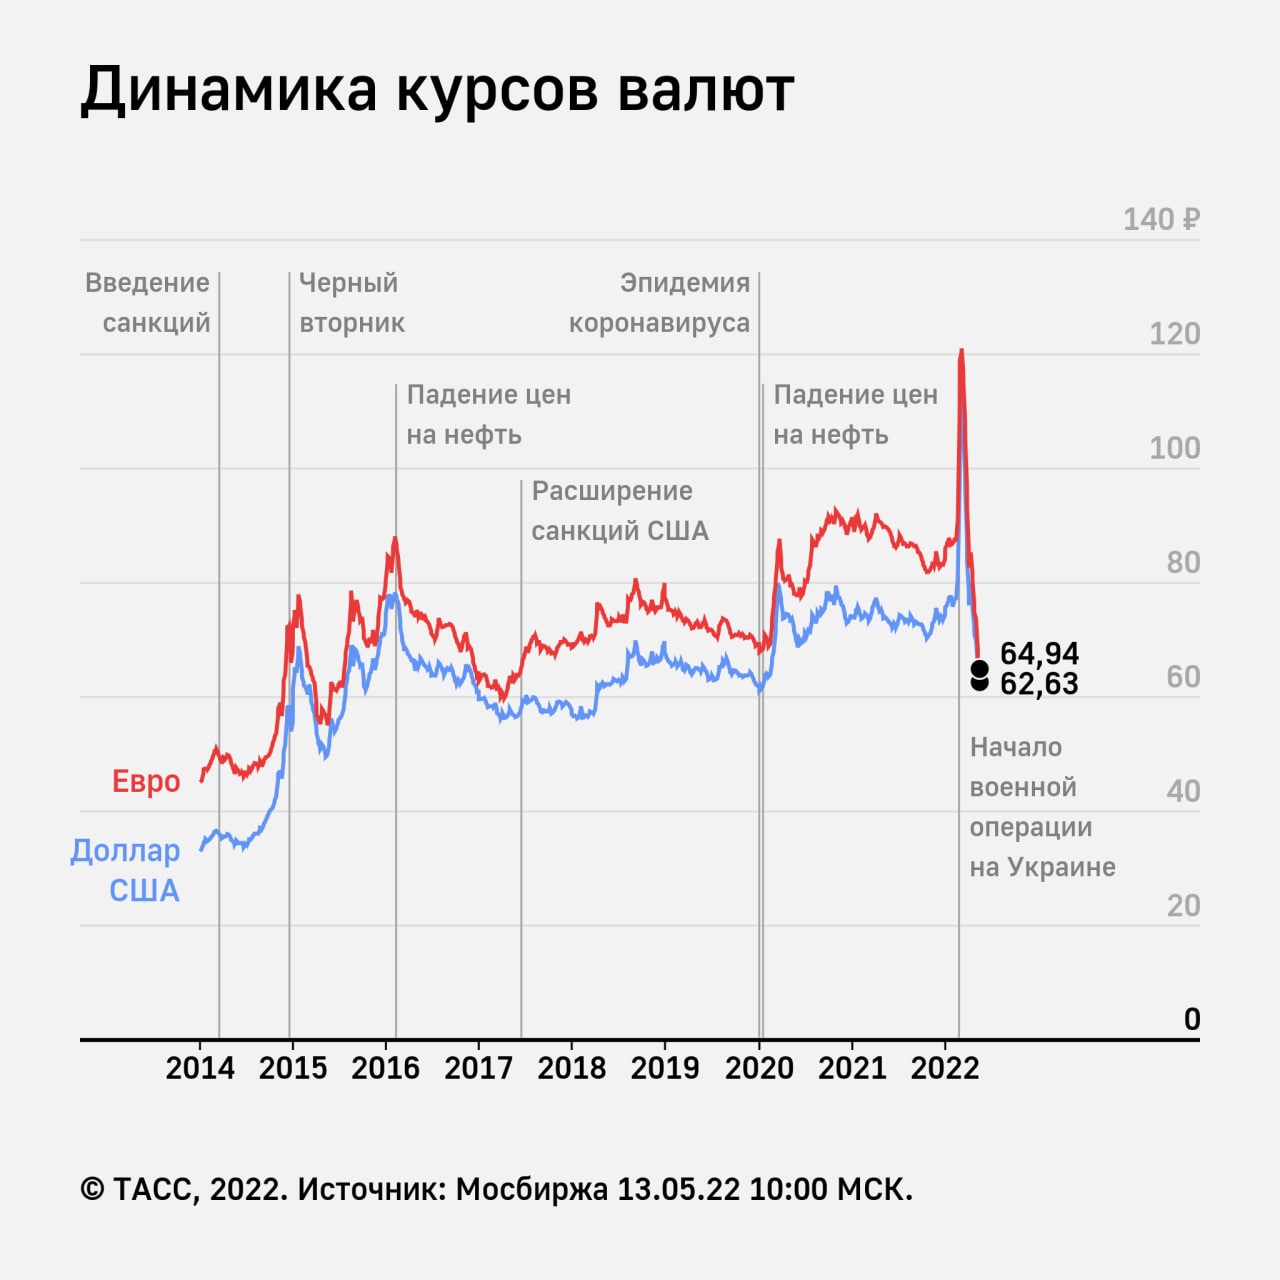 Динамика курсов валют
140 ₽
Введение
санкций
Черный
вторник
Эпидемия
коронавируса
120
Падение цен
на нефть
Падение цен
на нефть
100
Расширение
санкций США
80
64,94
62,63
60
Начало
военной
операции
на Украине
Евро
40
Доллар
США
20
0
2014 2015 2016 2017 2018 2019 2020 2021 2022
© ТАСС, 2022. Источник: Мосбиржа 13.05.22 10:00 МСК.